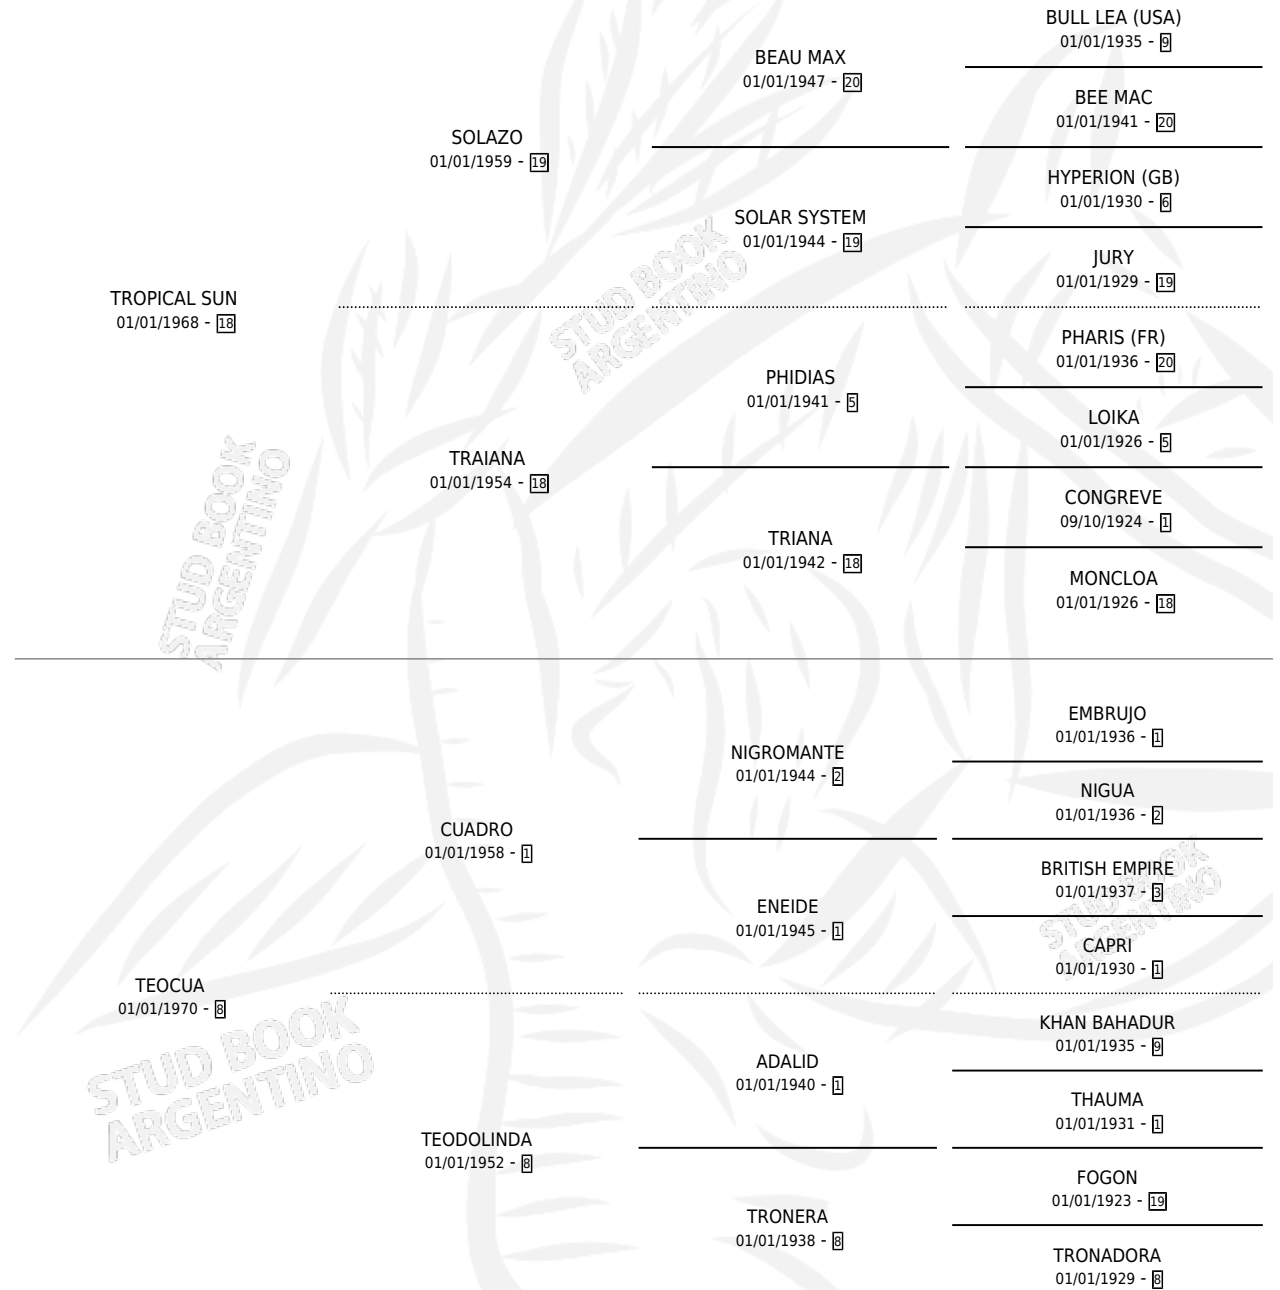 BULL LEA (USA)
01/01/1935 - 9
BEAU MAX
01/01/1947 - 20
BEE MAC
01/01/1941 - 20
SOLAZO
01/01/1959 - 19
HYPERION (GB)
01/01/1930 - 6
SOLAR SYSTEM
01/01/1944 - 19
JURY
01/01/1929 - 19
TROPICAL SUN
01/01/1968 - 18
STUD BOOK
ARGENTINO
PHARIS (FR)
01/01/1936 - 20
PHIDIAS
01/01/1941 - 5
LOIKA
01/01/1926 - 5
TRAIANA
01/01/1954 - 18
CONGREVE
09/10/1924 - 1
TRIANA
01/01/1942 - 18
MONCLOA
01/01/1926 - 18
STUD BOOK
ARGENTINO
EMBRUJO
01/01/1936 - 1
NIGROMANTE
01/01/1944 - 2
NIGUA
01/01/1936 - 2
CUADRO
01/01/1958 - 1
BRITISH EMPIRE
01/01/1937 - 3
ENEIDE
01/01/1945 - 1
CAPRI
01/01/1930 - 1
STUD BOOK
ARGENTINO
TEOCUA
01/01/1970 - 8
KHAN BAHADUR
01/01/1935 - 9
ADALID
01/01/1940 - 1
THAUMA
01/01/1931 - 1
STUD BOOK
ARGENTINO
TEODOLINDA
01/01/1952 - 8
FOGON
01/01/1923 - 19
TRONERA
01/01/1938 - 8
TRONADORA
01/01/1929 - 8